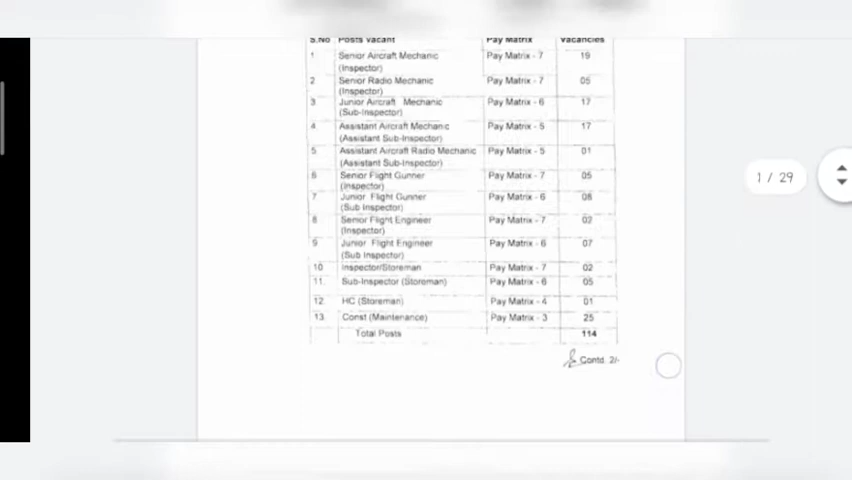 S.No Posts Vacant Pay Matrix Vacancies
1 Senior Aircraft Mechanic Pay Matrix - 7 19
(Inspector)
2 Senior Radio Mechanic Pay Matrix - 7 05
(Inspector)
3 Junior Aircraft Mechanic Pay Matrix - 6 17
(Sub-Inspector)
4 Assistant Aircraft Mechanic Pay Matrix - 5 17
(Assistant Sub-Inspector)
5 Assistant Aircraft Radio Mechanic Pay Matrix - 5 01
(Assistant Sub-Inspector)
6 Senior Flight Gunner Pay Matrix - 7 05
(Inspector)
7 Junior Flight Gunner Pay Matrix - 6 08
(Sub Inspector)
8 Senior Flight Engineer Pay Matrix - 7 02
(Inspector)
9 Junior Flight Engineer Pay Matrix - 6 07
(Sub Inspector)
10 Inspector/Storeman Pay Matrix - 7 02
11. Sub-Inspector (Storeman) Pay Matrix - 6 05
12. HC (Storeman) Pay Matrix - 4 01
13. Const (Maintenance) Pay Matrix - 3 25
Total Posts 114
Contd. 2/-
1 / 29